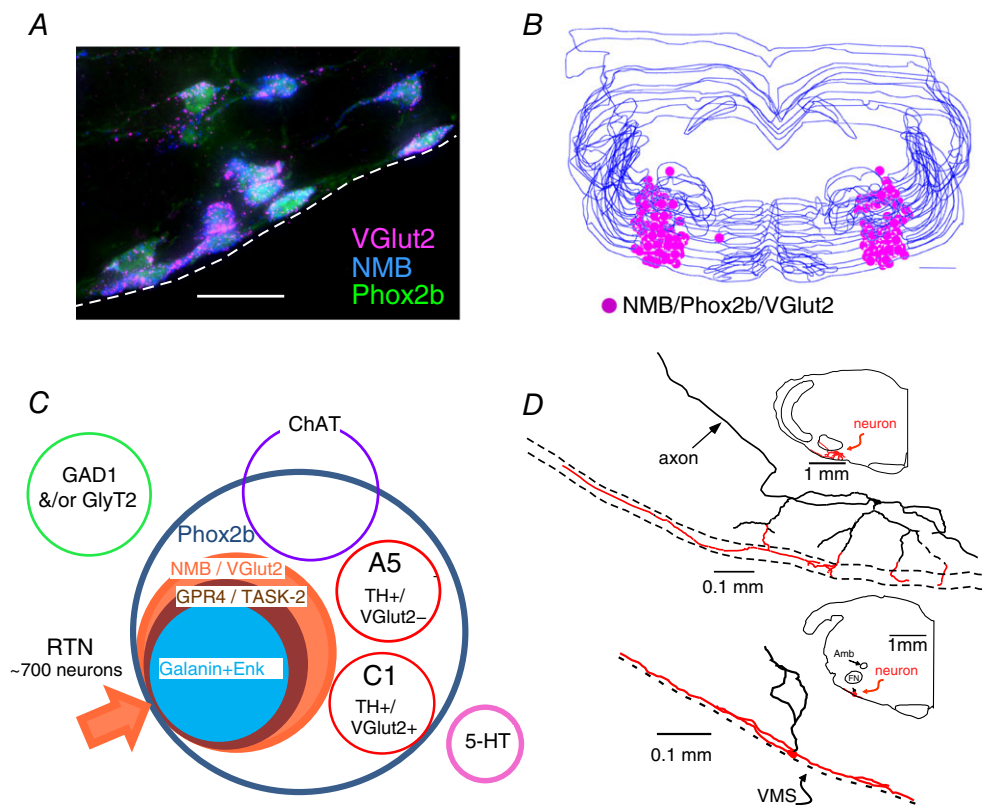 A
VGlut2
NMB
Phox2b
B
NMB/Phox2b/VGlut2
C
GAD1
&/or GlyT2
ChAT
Phox2b
NMB / VGlut2
GPR4 / TASK-2
Galanin+Enk
RTN
~700 neurons
A5
TH+/
VGlut2–
C1
TH+/
VGlut2+
5-HT
D
axon
neuron
1 mm
0.1 mm
1mm
Amb
FN
neuron
0.1 mm
VMS